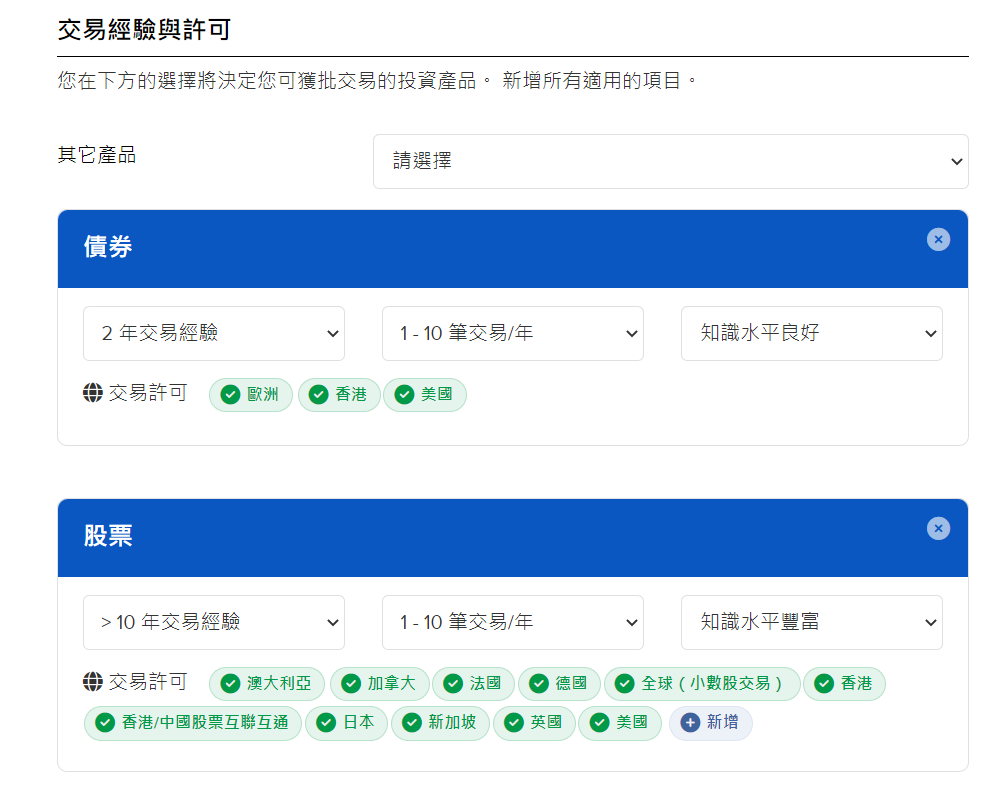 交易經驗與許可
您在下方的選擇將決定您可獲批交易的投資產品。 新增所有適用的項目。
其它產品
請選擇
債券
2 年交易經驗
1 - 10 筆交易/年
知識水平良好
交易許可 歐洲 香港 美國
股票
> 10 年交易經驗
1 - 10 筆交易/年
知識水平豐富
交易許可 澳大利亞 加拿大 法國 德國 全球 ( 小數股交易 ) 香港
香港/中國股票互聯互通 日本 新加坡 英國 美國 新增